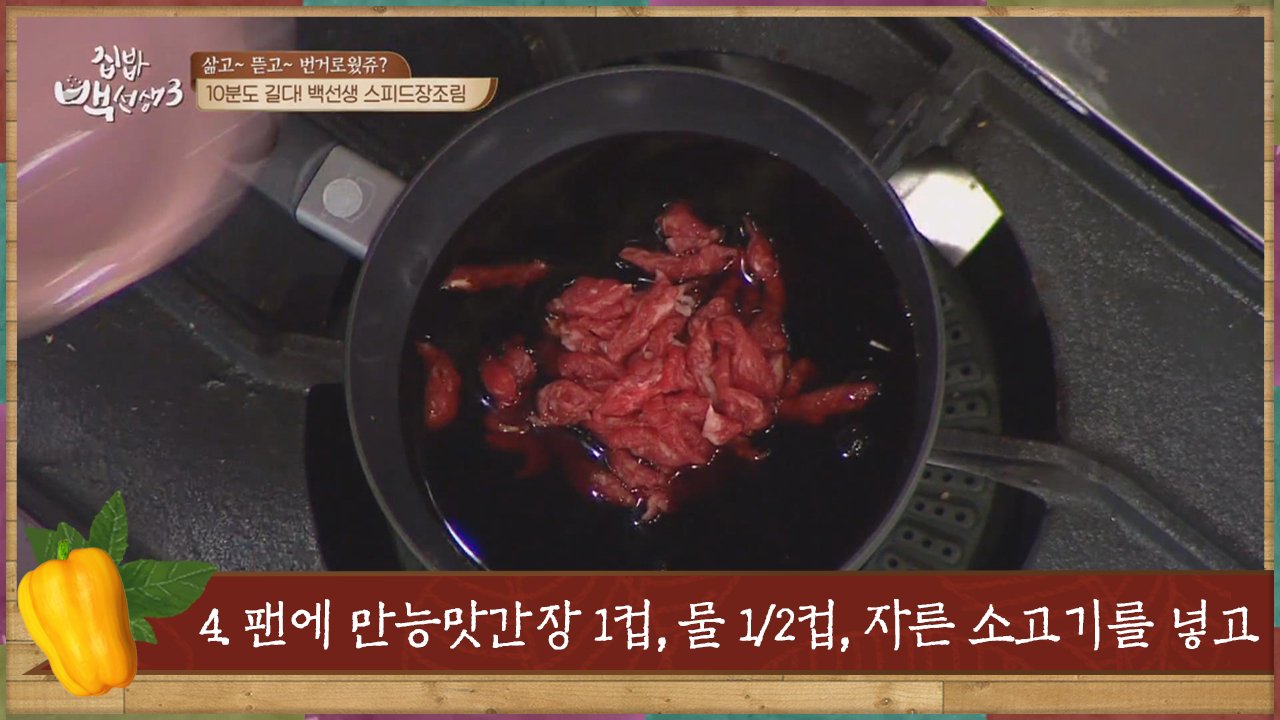 집밥
백선생3
삶고~ 뜯고~ 번거로웠쥬?
10분도 길다! 백선생 스피드장조림
4. 팬에 만능맛간장 1컵, 물 1/2컵, 자른 소고기를 넣고